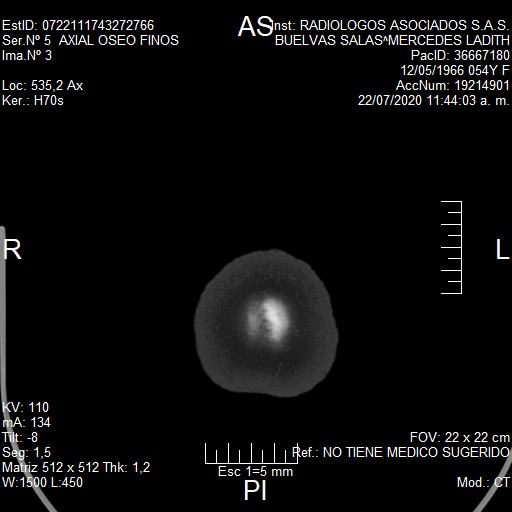 EstID: 0722111743272766
Ser.Nº 5 AXIAL OSEO FINOS
Ima.Nº 3
Loc: 535,2 Ax
Ker.: H70s
AS
Inst: RADIOLOGOS ASOCIADOS S.A.S.
BUELVAS SALAS^MERCEDES LADITH
PacID: 36667180
12/05/1966 054Y F
AccNum: 19214901
22/07/2020 11:44:03 a. m.
R
L
KV: 110
mA: 134
Tilt: -8
Seg: 1,5
Matriz 512 x 512 Thk: 1,2
W:1500 L:450
Esc 1=5 mm
PI
FOV: 22 x 22 cm
Ref.: NO TIENE MEDICO SUGERIDO
Mod.: CT